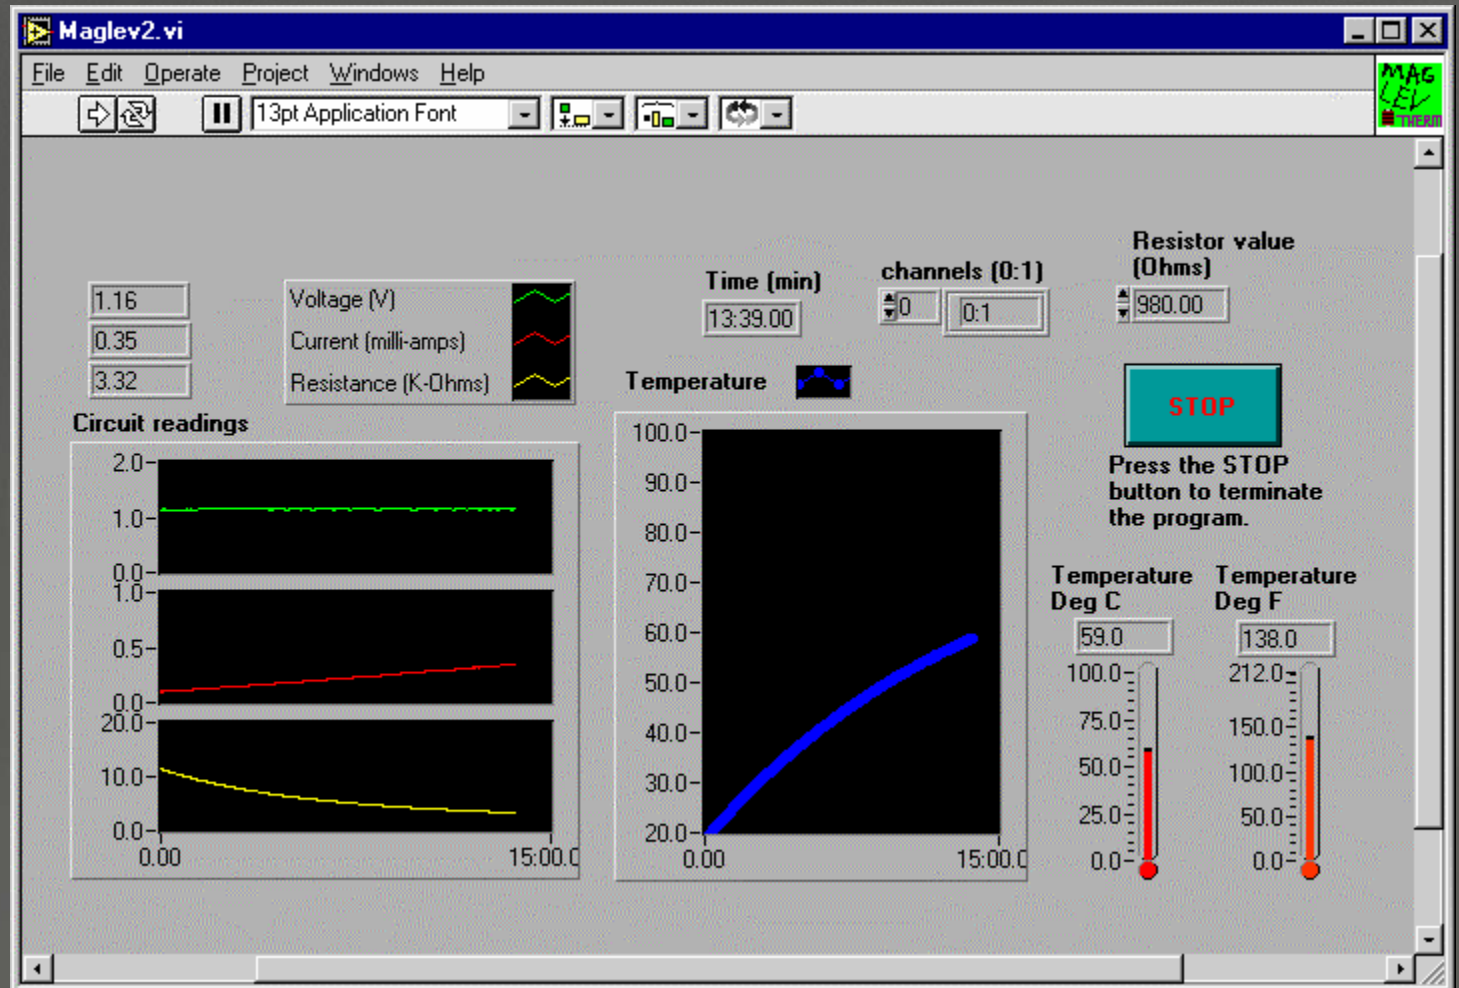 Maglev2.vi
File Edit Operate Project Windows Help
MAG
LEV
THERM
13pt Application Font
Resistor value
(Ohms)
980.00
channels (0:1)
0
0:1
Time (min)
13:39.00
1.16
0.35
3.32
Voltage (V)
Current (milli-amps)
Resistance (K-Ohms)
Temperature
STOP
Press the STOP
button to terminate
the program.
Circuit readings
2.0
1.0
0.0
1.0
0.5
0.0
20.0
10.0
0.0
0.00 15:00.0
100.0
90.0
80.0
70.0
60.0
50.0
40.0
30.0
20.0
0.00 15:00.0
Temperature
Deg C
59.0
100.0
75.0
50.0
25.0
0.0
Temperature
Deg F
138.0
212.0
150.0
100.0
50.0
0.0